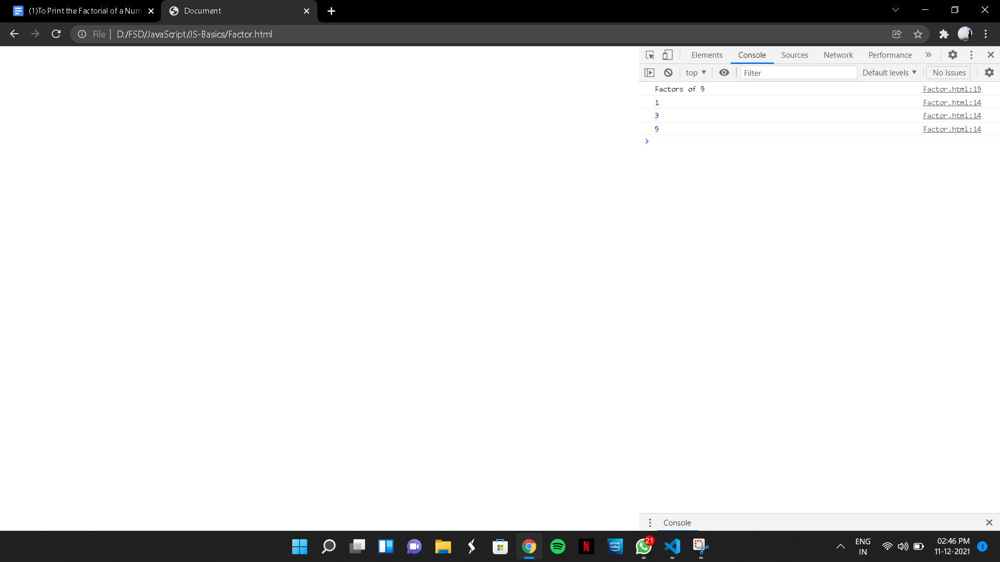 (1)To Print the Factorial of a Num
Document
File
D:/FSD/JavaScript/JS-Basics/Factor.html
Elements
Console
Sources
Network
Performance
top
Filter
Default levels
No Issues
Factors of 9 Factor.html:19
1 Factor.html:14
3 Factor.html:14
9 Factor.html:14
Console
N
prime
video
21
ENG
IN
02:46 PM
11-12-2021
1